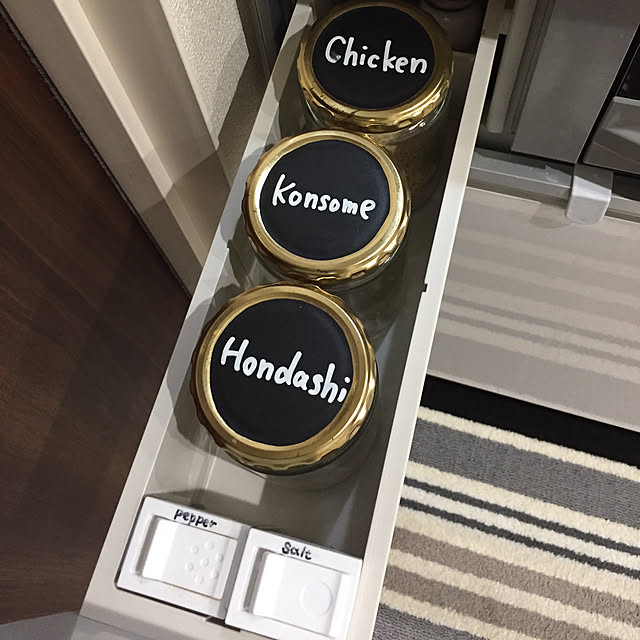 Chicken
Konsome
Hondashi
pepper
Salt